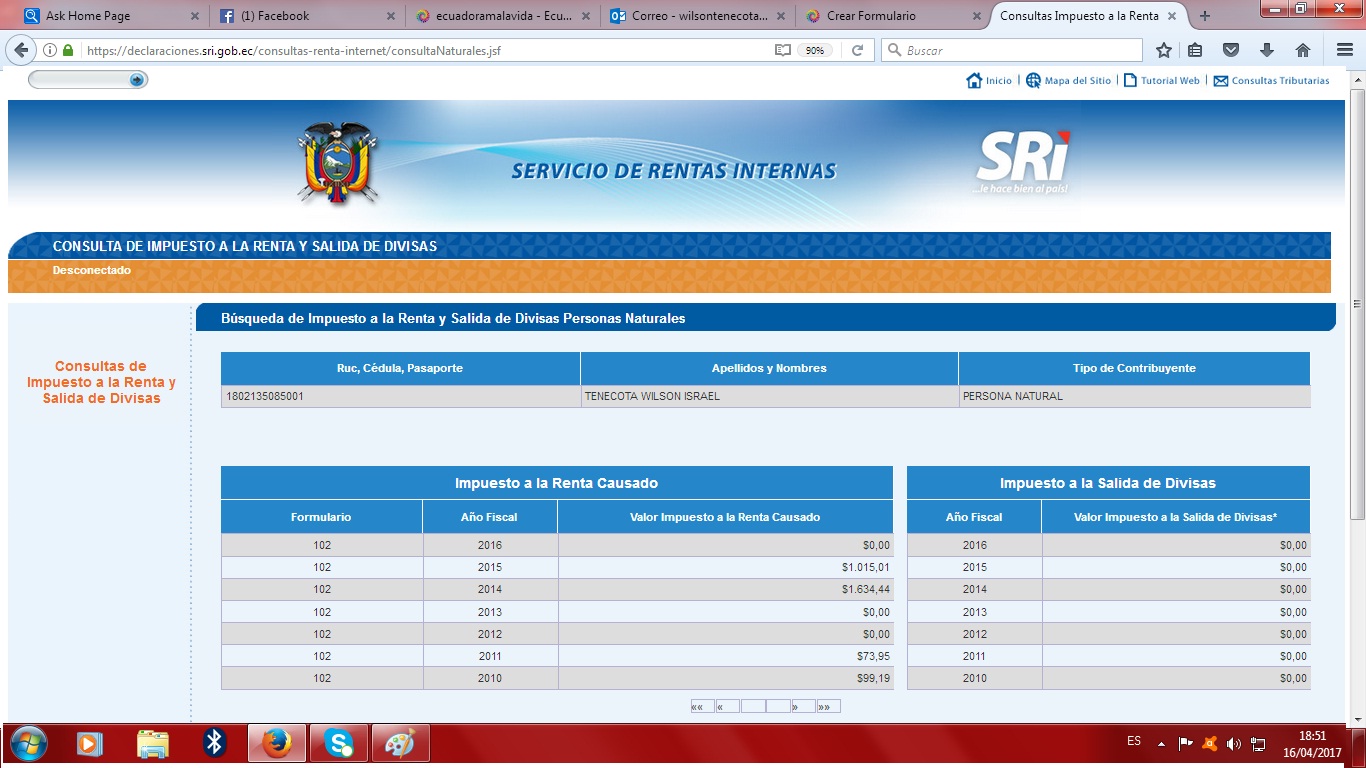 Ask Home Page
(1) Facebook
ecuadoramalavida - Ecu...
Correo - wilsontenecota...
Crear Formulario
Consultas Impuesto a la Renta
https://declaraciones.sri.gob.ec/consultas-renta-internet/consultaNaturales.jsf
90%
Buscar
Inicio | Mapa del Sitio | Tutorial Web | Consultas Tributarias
SERVICIO DE RENTAS INTERNAS
SRi
...le hace bien al país!
CONSULTA DE IMPUESTO A LA RENTA Y SALIDA DE DIVISAS
Desconectado
Búsqueda de Impuesto a la Renta y Salida de Divisas Personas Naturales
Consultas de
Impuesto a la Renta y
Salida de Divisas
Ruc, Cédula, Pasaporte Apellidos y Nombres Tipo de Contribuyente
1802135085001 TENECOTA WILSON ISRAEL PERSONA NATURAL
Impuesto a la Renta Causado Impuesto a la Salida de Divisas
Formulario Año Fiscal Valor Impuesto a la Renta Causado Año Fiscal Valor Impuesto a la Salida de Divisas*
102 2016 $0,00 2016 $0,00
102 2015 $1.015,01 2015 $0,00
102 2014 $1.634,44 2014 $0,00
102 2013 $0,00 2013 $0,00
102 2012 $0,00 2012 $0,00
102 2011 $73,95 2011 $0,00
102 2010 $99,19 2010 $0,00
«« « » »»
ES
18:51
16/04/2017